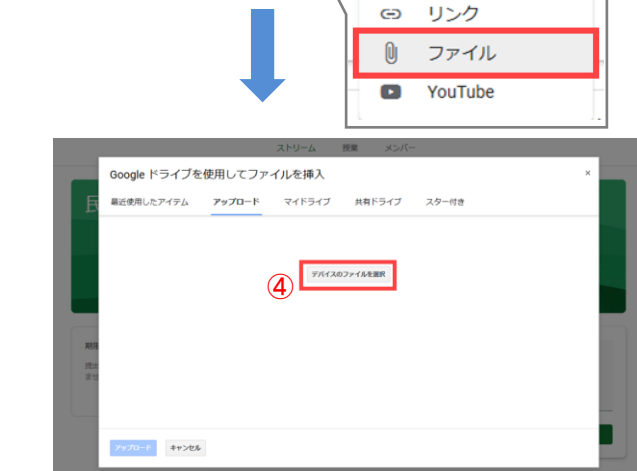 リンク
ファイル
YouTube
ストリーム 授業 メンバー
Google ドライブを使用してファイルを挿入 ×
最近使用したアイテム アップロード マイドライブ 共有ドライブ スター付き
デバイスのファイルを選択
④
期限
アップロード キャンセル